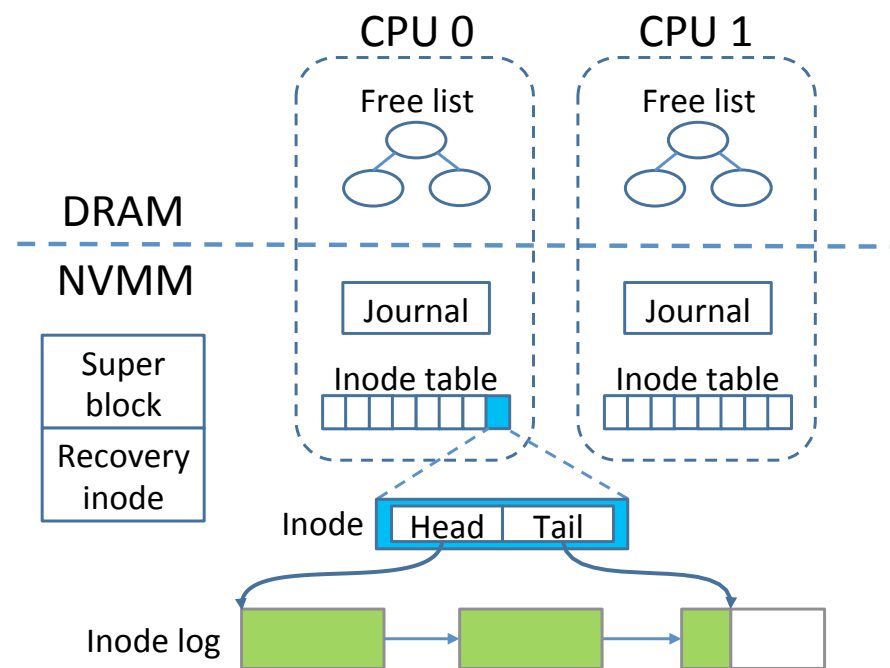 CPU 0
CPU 1
Free list
Free list
DRAM
NVMM
Journal
Journal
Super
block
Recovery
inode
Inode table
Inode table
Inode
Head
Tail
Inode log